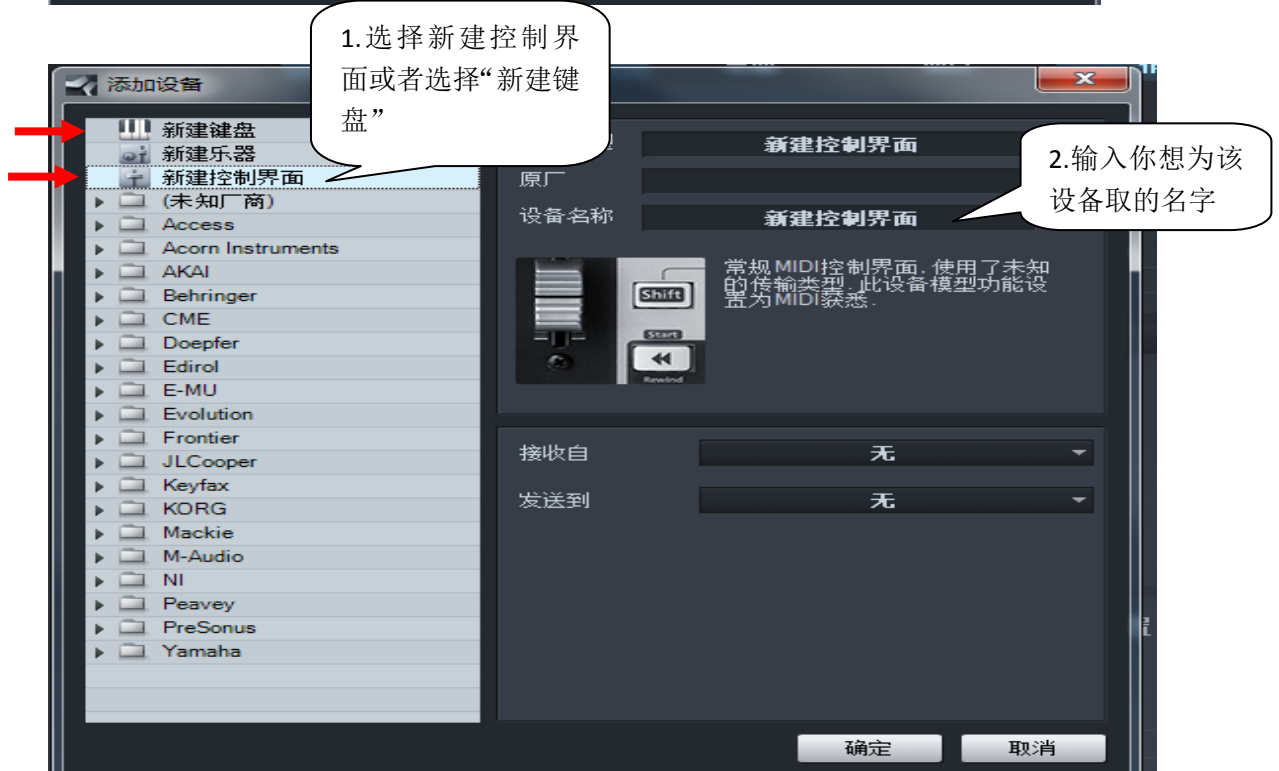 1.选择新建控制界
面或者选择“新建键
盘”
添加设备
新建键盘
新建乐器
新建控制界面
(未知厂商)
Access
Acorn Instruments
AKAI
Behringer
CME
Doepfer
Edirol
E-MU
Evolution
Frontier
JLCooper
Keyfax
KORG
Mackie
M-Audio
NI
Peavey
PreSonus
Yamaha
新建控制界面
原厂
设备名称
新建控制界面
2.输入你想为该
设备取的名字
Shift
Start
Rewind
常规MIDI控制界面. 使用了未知
的传输类型. 此设备模型功能设
置为MIDI获悉.
接收自
无
发送到
无
确定
取消